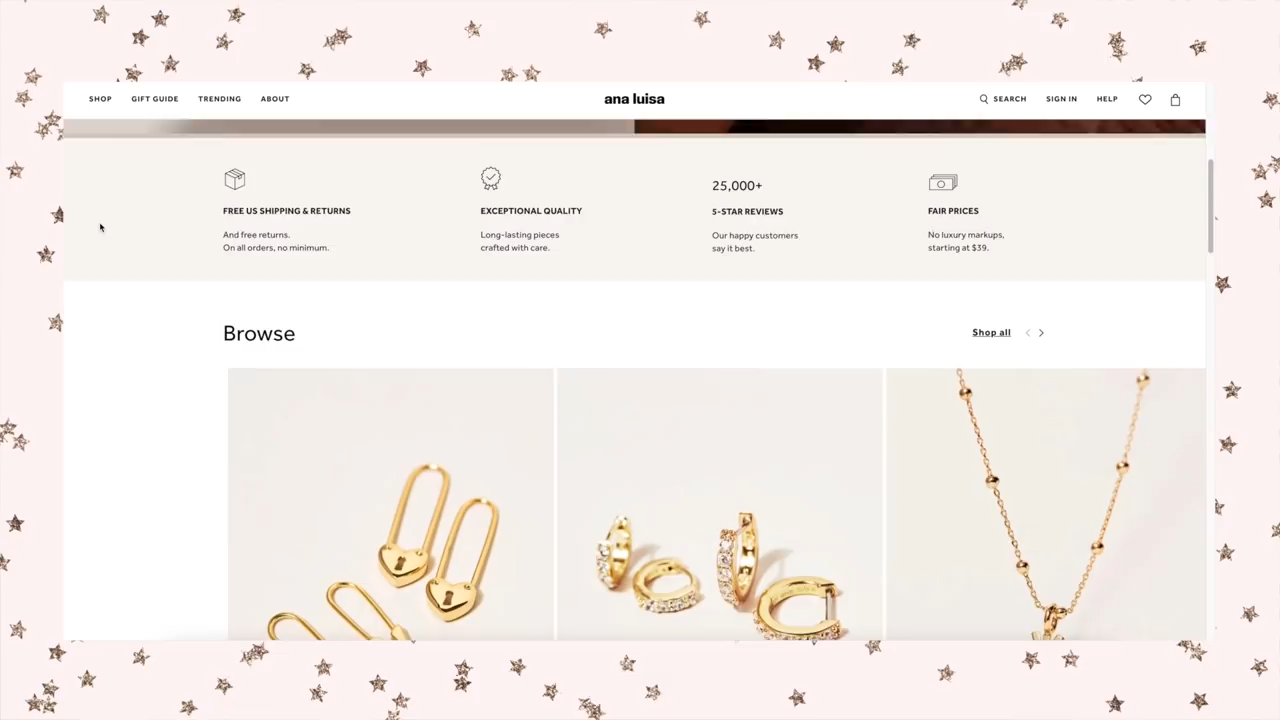 SHOP GIFT GUIDE TRENDING ABOUT ana luisa SEARCH SIGN IN HELP
FREE US SHIPPING & RETURNS
And free returns.
On all orders, no minimum.
EXCEPTIONAL QUALITY
Long-lasting pieces
crafted with care.
25,000+
5-STAR REVIEWS
Our happy customers
say it best.
FAIR PRICES
No luxury markups,
starting at $39.
Browse
Shop all